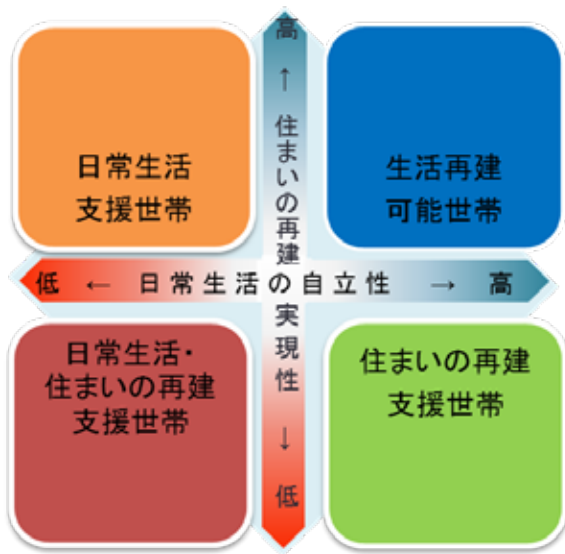 高
↑
住まいの再建実現性
↓
低
日常生活
支援世帯
生活再建
可能世帯
低 ← 日常生活の自立性 → 高
日常生活・
住まいの再建
支援世帯
住まいの再建
支援世帯